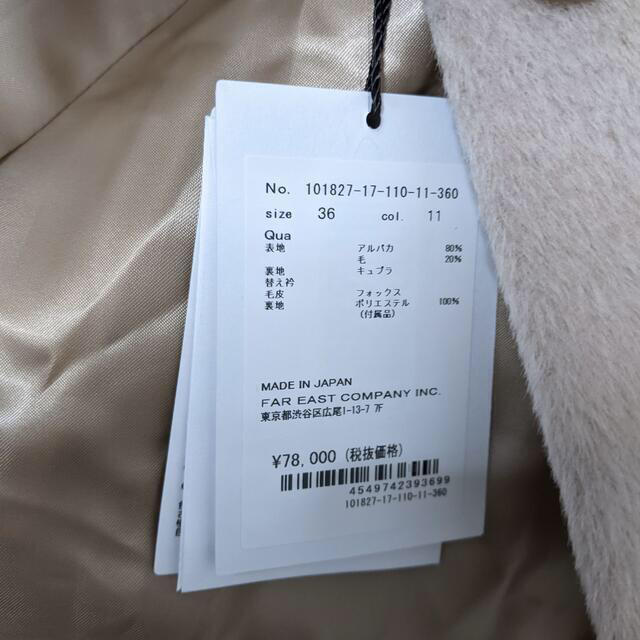 No. 101827-17-110-11-360
size 36 col. 11
Qua
表地 アルパカ 80%
毛 20%
裏地 キュプラ
替え衿
毛皮 フォックス
裏地 ポリエステル 100%
(付属品)
MADE IN JAPAN
FAR EAST COMPANY INC.
東京都渋谷区広尾1-13-7 7F
¥78,000 (税抜価格)
4549742393699
101827-17-110-11-360